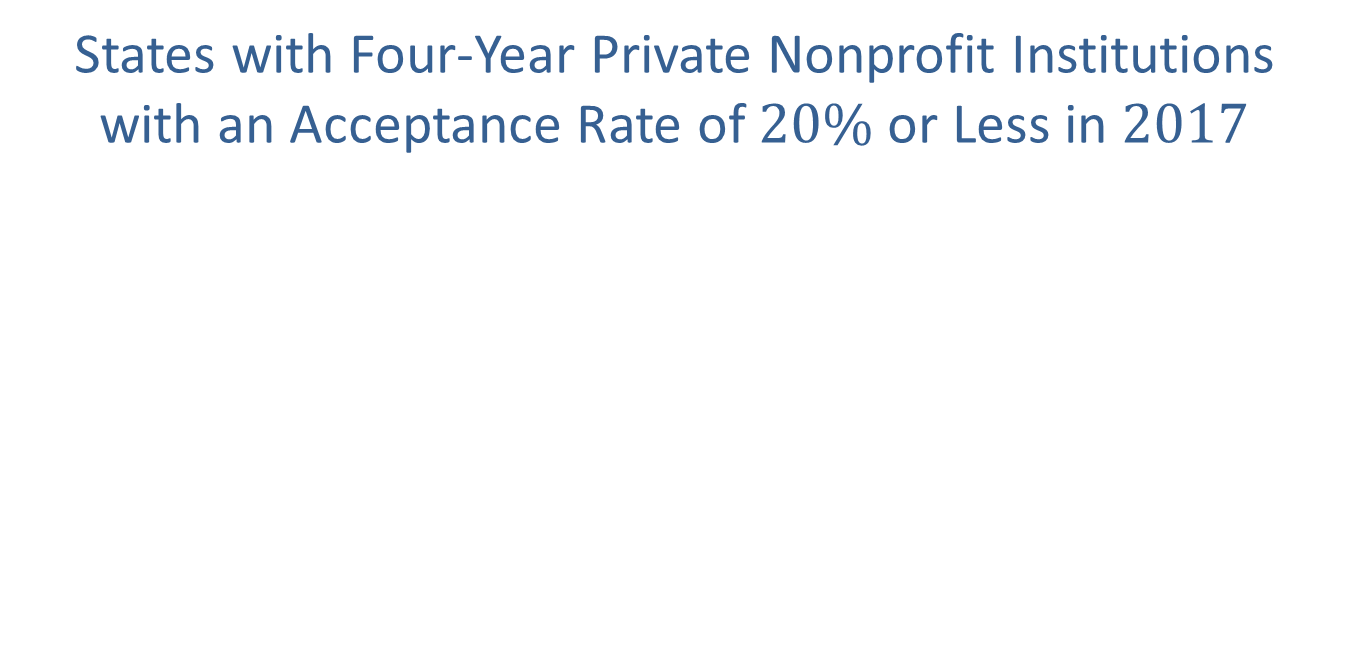 States with Four-Year Private Nonprofit Institutions
with an Acceptance Rate of 20% or Less in 2017